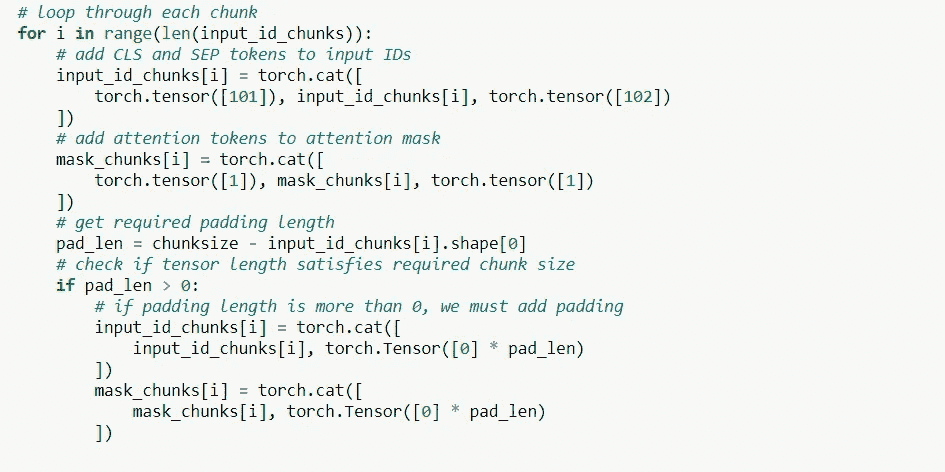 # loop through each chunk
for i in range(len(input_id_chunks)):
    # add CLS and SEP tokens to input IDs
    input_id_chunks[i] = torch.cat([
        torch.tensor([101]), input_id_chunks[i], torch.tensor([102])
    ])
    # add attention tokens to attention mask
    mask_chunks[i] = torch.cat([
        torch.tensor([1]), mask_chunks[i], torch.tensor([1])
    ])
    # get required padding length
    pad_len = chunksize - input_id_chunks[i].shape[0]
    # check if tensor length satisfies required chunk size
    if pad_len > 0:
        # if padding length is more than 0, we must add padding
        input_id_chunks[i] = torch.cat([
            input_id_chunks[i], torch.Tensor([0] * pad_len)
        ])
        mask_chunks[i] = torch.cat([
            mask_chunks[i], torch.Tensor([0] * pad_len)
        ])